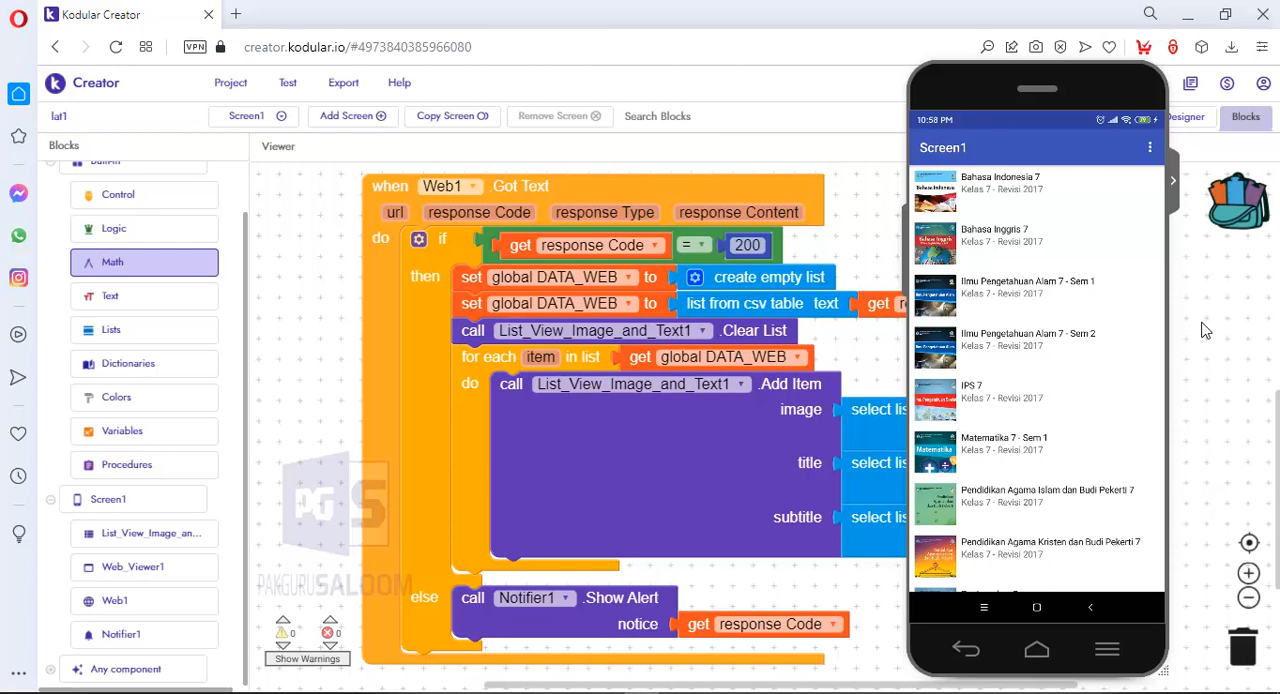 Kodular Creator
VPN
creator.kodular.io/#4973840385966080
Creator
Project
Test
Export
Help
lat1
Screen1
Add Screen
Copy Screen
Remove Screen
Search Blocks
Designer
Blocks
Blocks
Viewer
Built-in
Control
Logic
Math
Text
Lists
Dictionaries
Colors
Variables
Procedures
Screen1
List_View_Image_an...
Web_Viewer1
Web1
Notifier1
Any component
when Web1 .Got Text
url response Code response Type response Content
do if get response Code = 200
then set global DATA_WEB to create empty list
set global DATA_WEB to list from csv table text get
call List_View_Image_and_Text1 .Clear List
for each item in list get global DATA_WEB
do call List_View_Image_and_Text1 .Add Item
image select
title select
subtitle select
else call Notifier1 .Show Alert
notice get response Code
PGS
PAKGURUSALOOM
0 0
Show Warnings
10:58 PM
Screen1
Bahasa Indonesia 7
Kelas 7 - Revisi 2017
Bahasa Inggris 7
Kelas 7 - Revisi 2017
Ilmu Pengetahuan Alam 7 - Sem 1
Kelas 7 - Revisi 2017
Ilmu Pengetahuan Alam 7 - Sem 2
Kelas 7 - Revisi 2017
IPS 7
Kelas 7 - Revisi 2017
Matematika 7 - Sem 1
Kelas 7 - Revisi 2017
Pendidikan Agama Islam dan Budi Pekerti 7
Kelas 7 - Revisi 2017
Pendidikan Agama Kristen dan Budi Pekerti 7
Kelas 7 - Revisi 2017